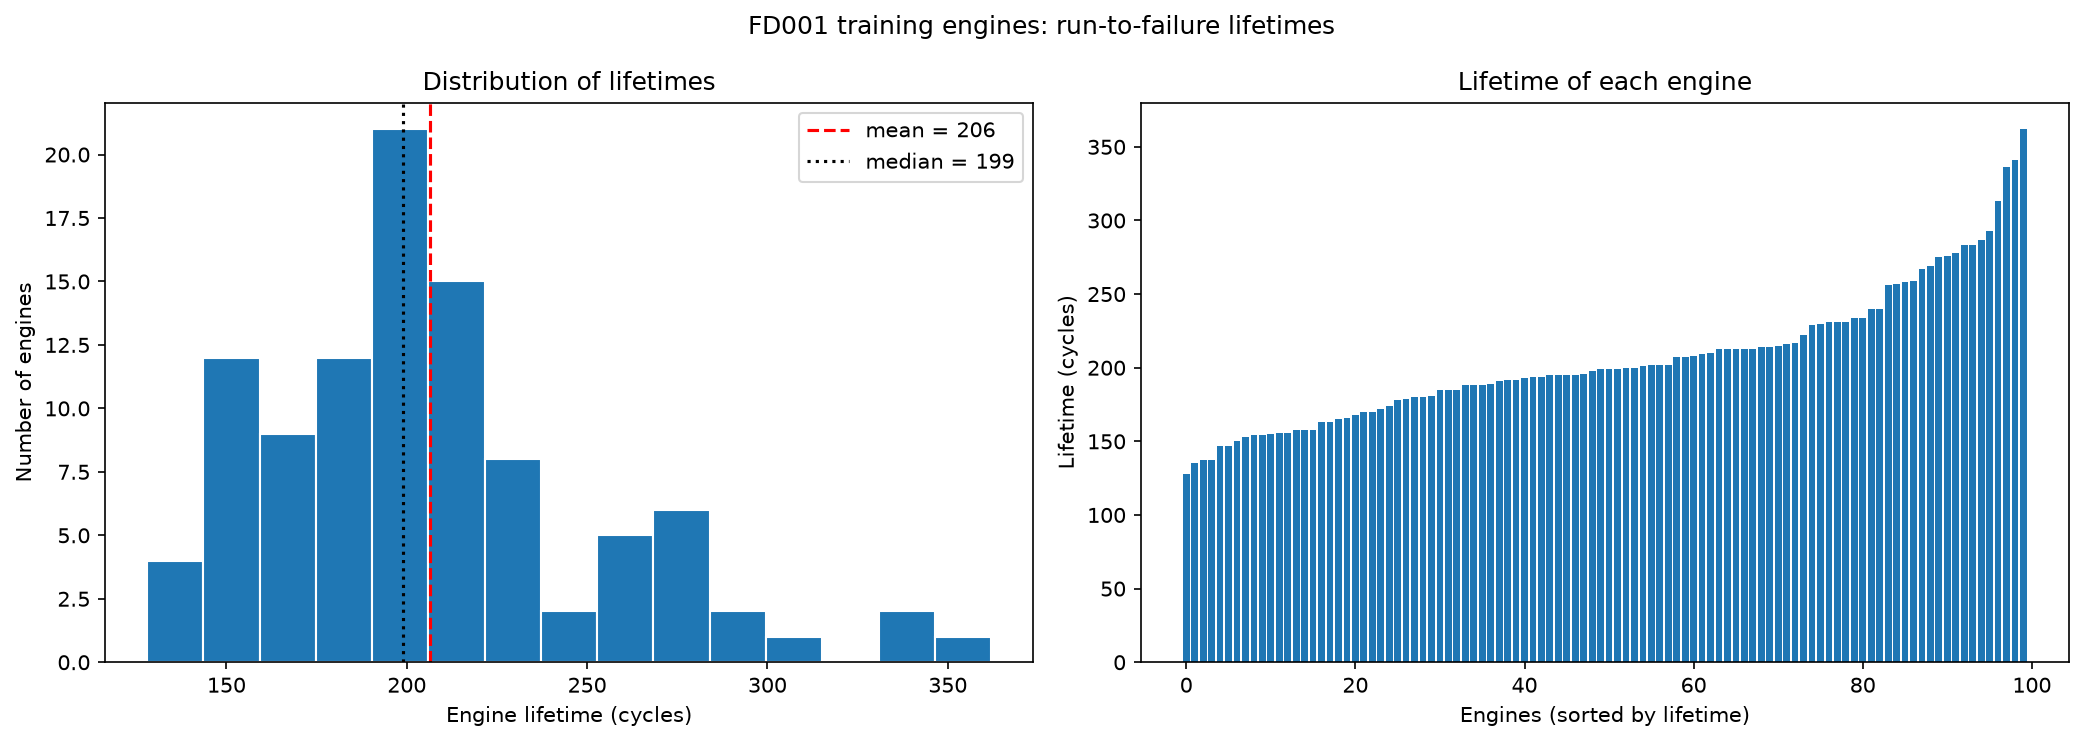 FD001 training engines: run-to-failure lifetimes
Distribution of lifetimes
Number of engines
20.0
17.5
15.0
12.5
10.0
7.5
5.0
2.5
0.0
mean = 206
median = 199
150 200 250 300 350
Engine lifetime (cycles)
Lifetime of each engine
Lifetime (cycles)
350
300
250
200
150
100
50
0
0 20 40 60 80 100
Engines (sorted by lifetime)